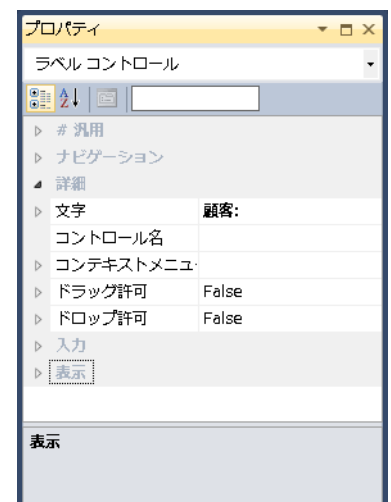 プロパティ
ラベル コントロール
# 汎用
ナビゲーション
詳細
文字 顧客:
コントロール名
コンテキストメニュ
ドラッグ許可 False
ドロップ許可 False
入力
表示
表示